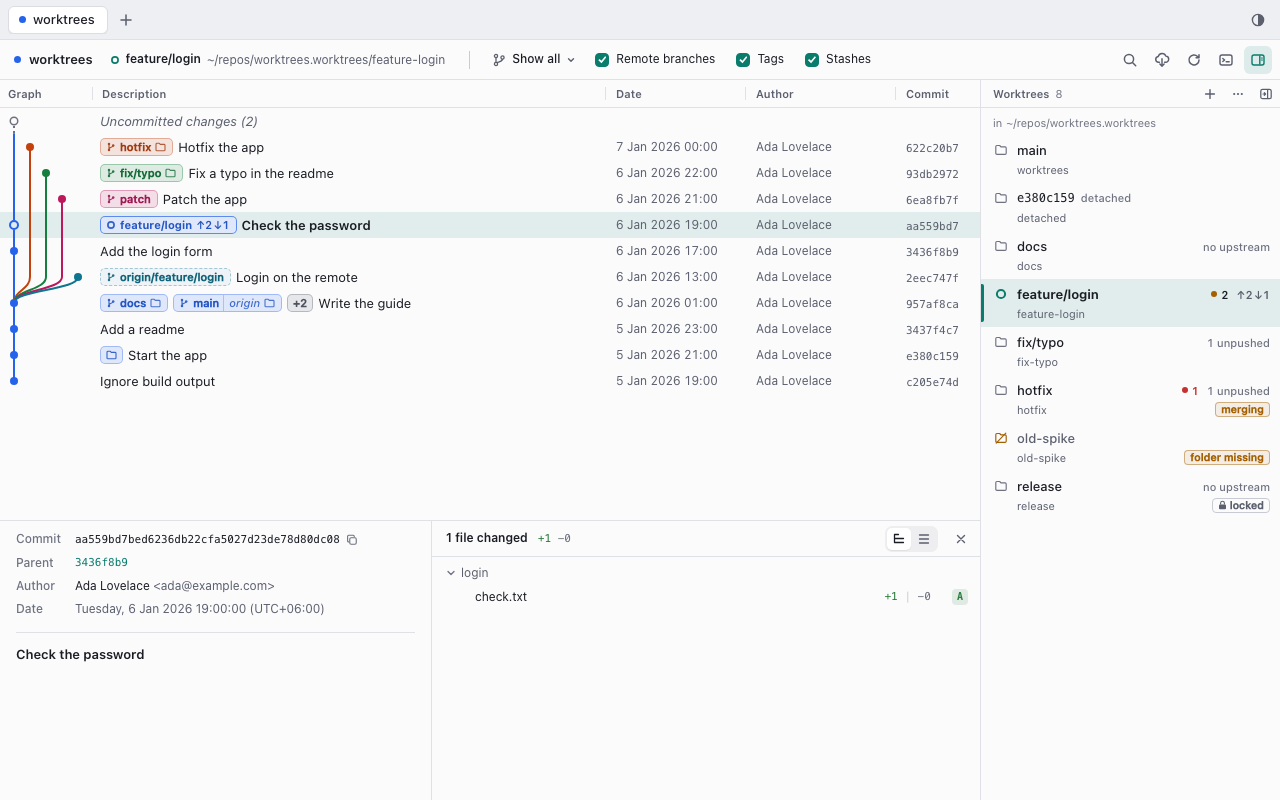 worktrees
worktrees feature/login ~/repos/worktrees.worktrees/feature-login Show all Remote branches Tags Stashes
Graph Description Date Author Commit
Uncommitted changes (2)
hotfix Hotfix the app 7 Jan 2026 00:00 Ada Lovelace 622c20b7
fix/typo Fix a typo in the readme 6 Jan 2026 22:00 Ada Lovelace 93db2972
patch Patch the app 6 Jan 2026 21:00 Ada Lovelace 6ea8fb7f
feature/login ↑2↓1 Check the password 6 Jan 2026 19:00 Ada Lovelace aa559bd7
Add the login form 6 Jan 2026 17:00 Ada Lovelace 3436f8b9
origin/feature/login Login on the remote 6 Jan 2026 13:00 Ada Lovelace 2eec747f
docs main origin +2 Write the guide 6 Jan 2026 01:00 Ada Lovelace 957af8ca
Add a readme 5 Jan 2026 23:00 Ada Lovelace 3437f4c7
Start the app 5 Jan 2026 21:00 Ada Lovelace e380c159
Ignore build output 5 Jan 2026 19:00 Ada Lovelace c205e74d
Worktrees 8
in ~/repos/worktrees.worktrees
main
worktrees
e380c159 detached
detached
docs no upstream
docs
feature/login 2 ↑2↓1
feature-login
fix/typo 1 unpushed
fix-typo
hotfix 1 1 unpushed
hotfix merging
old-spike
old-spike folder missing
release no upstream
release locked
Commit aa559bd7bed6236db22cfa5027d23de78d80dc08
Parent 3436f8b9
Author Ada Lovelace <ada@example.com>
Date Tuesday, 6 Jan 2026 19:00:00 (UTC+06:00)
Check the password
1 file changed +1 −0
login
check.txt +1 −0 A